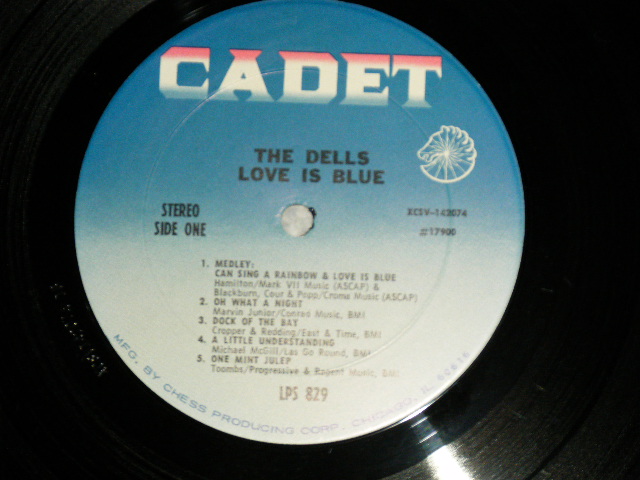 CADET
THE DELLS
LOVE IS BLUE
STEREO
SIDE ONE
XCSV-142074
#17900
1. MEDLEY:
CAN SING A RAINBOW & LOVE IS BLUE
Hamilton/Mark VII Music (ASCAP) &
Blackburn, Cour & Popp/Croma Music (ASCAP)
2. OH WHAT A NIGHT
Marvin Junior/Conrad Music, BMI
3. DOCK OF THE BAY
Cropper & Redding/East & Time, BMI
4. A LITTLE UNDERSTANDING
Michael McGill/Las Go Round, BMI
5. ONE MINT JULEP
Toombs/Progressive & Regent Music, BMI
LPS 829
MFG. BY CHESS PRODUCING CORP., CHICAGO, IL. 60616